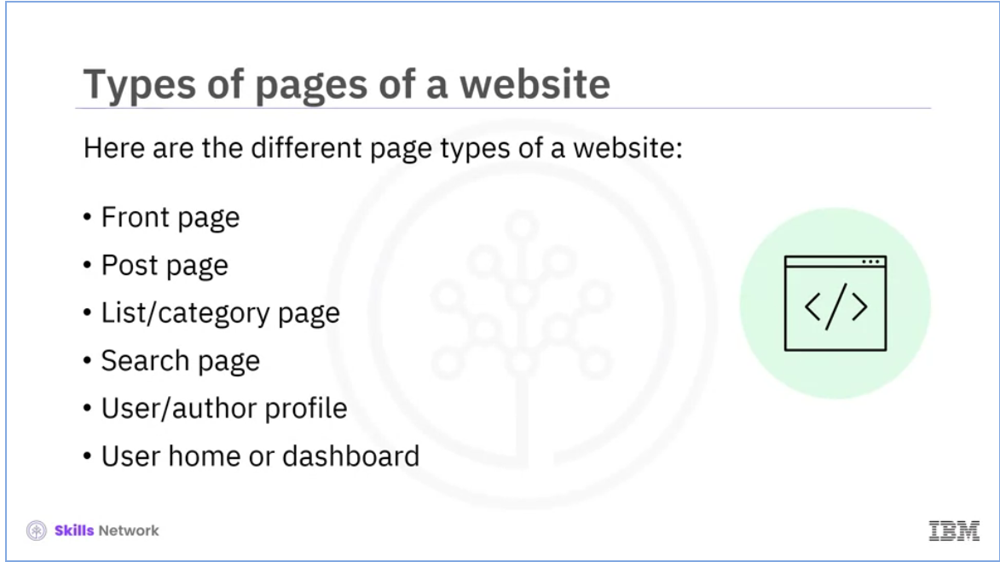 Types of pages of a website
Here are the different page types of a website:
• Front page
• Post page
• List/category page
• Search page
• User/author profile
• User home or dashboard
</>
Skills Network
IBM